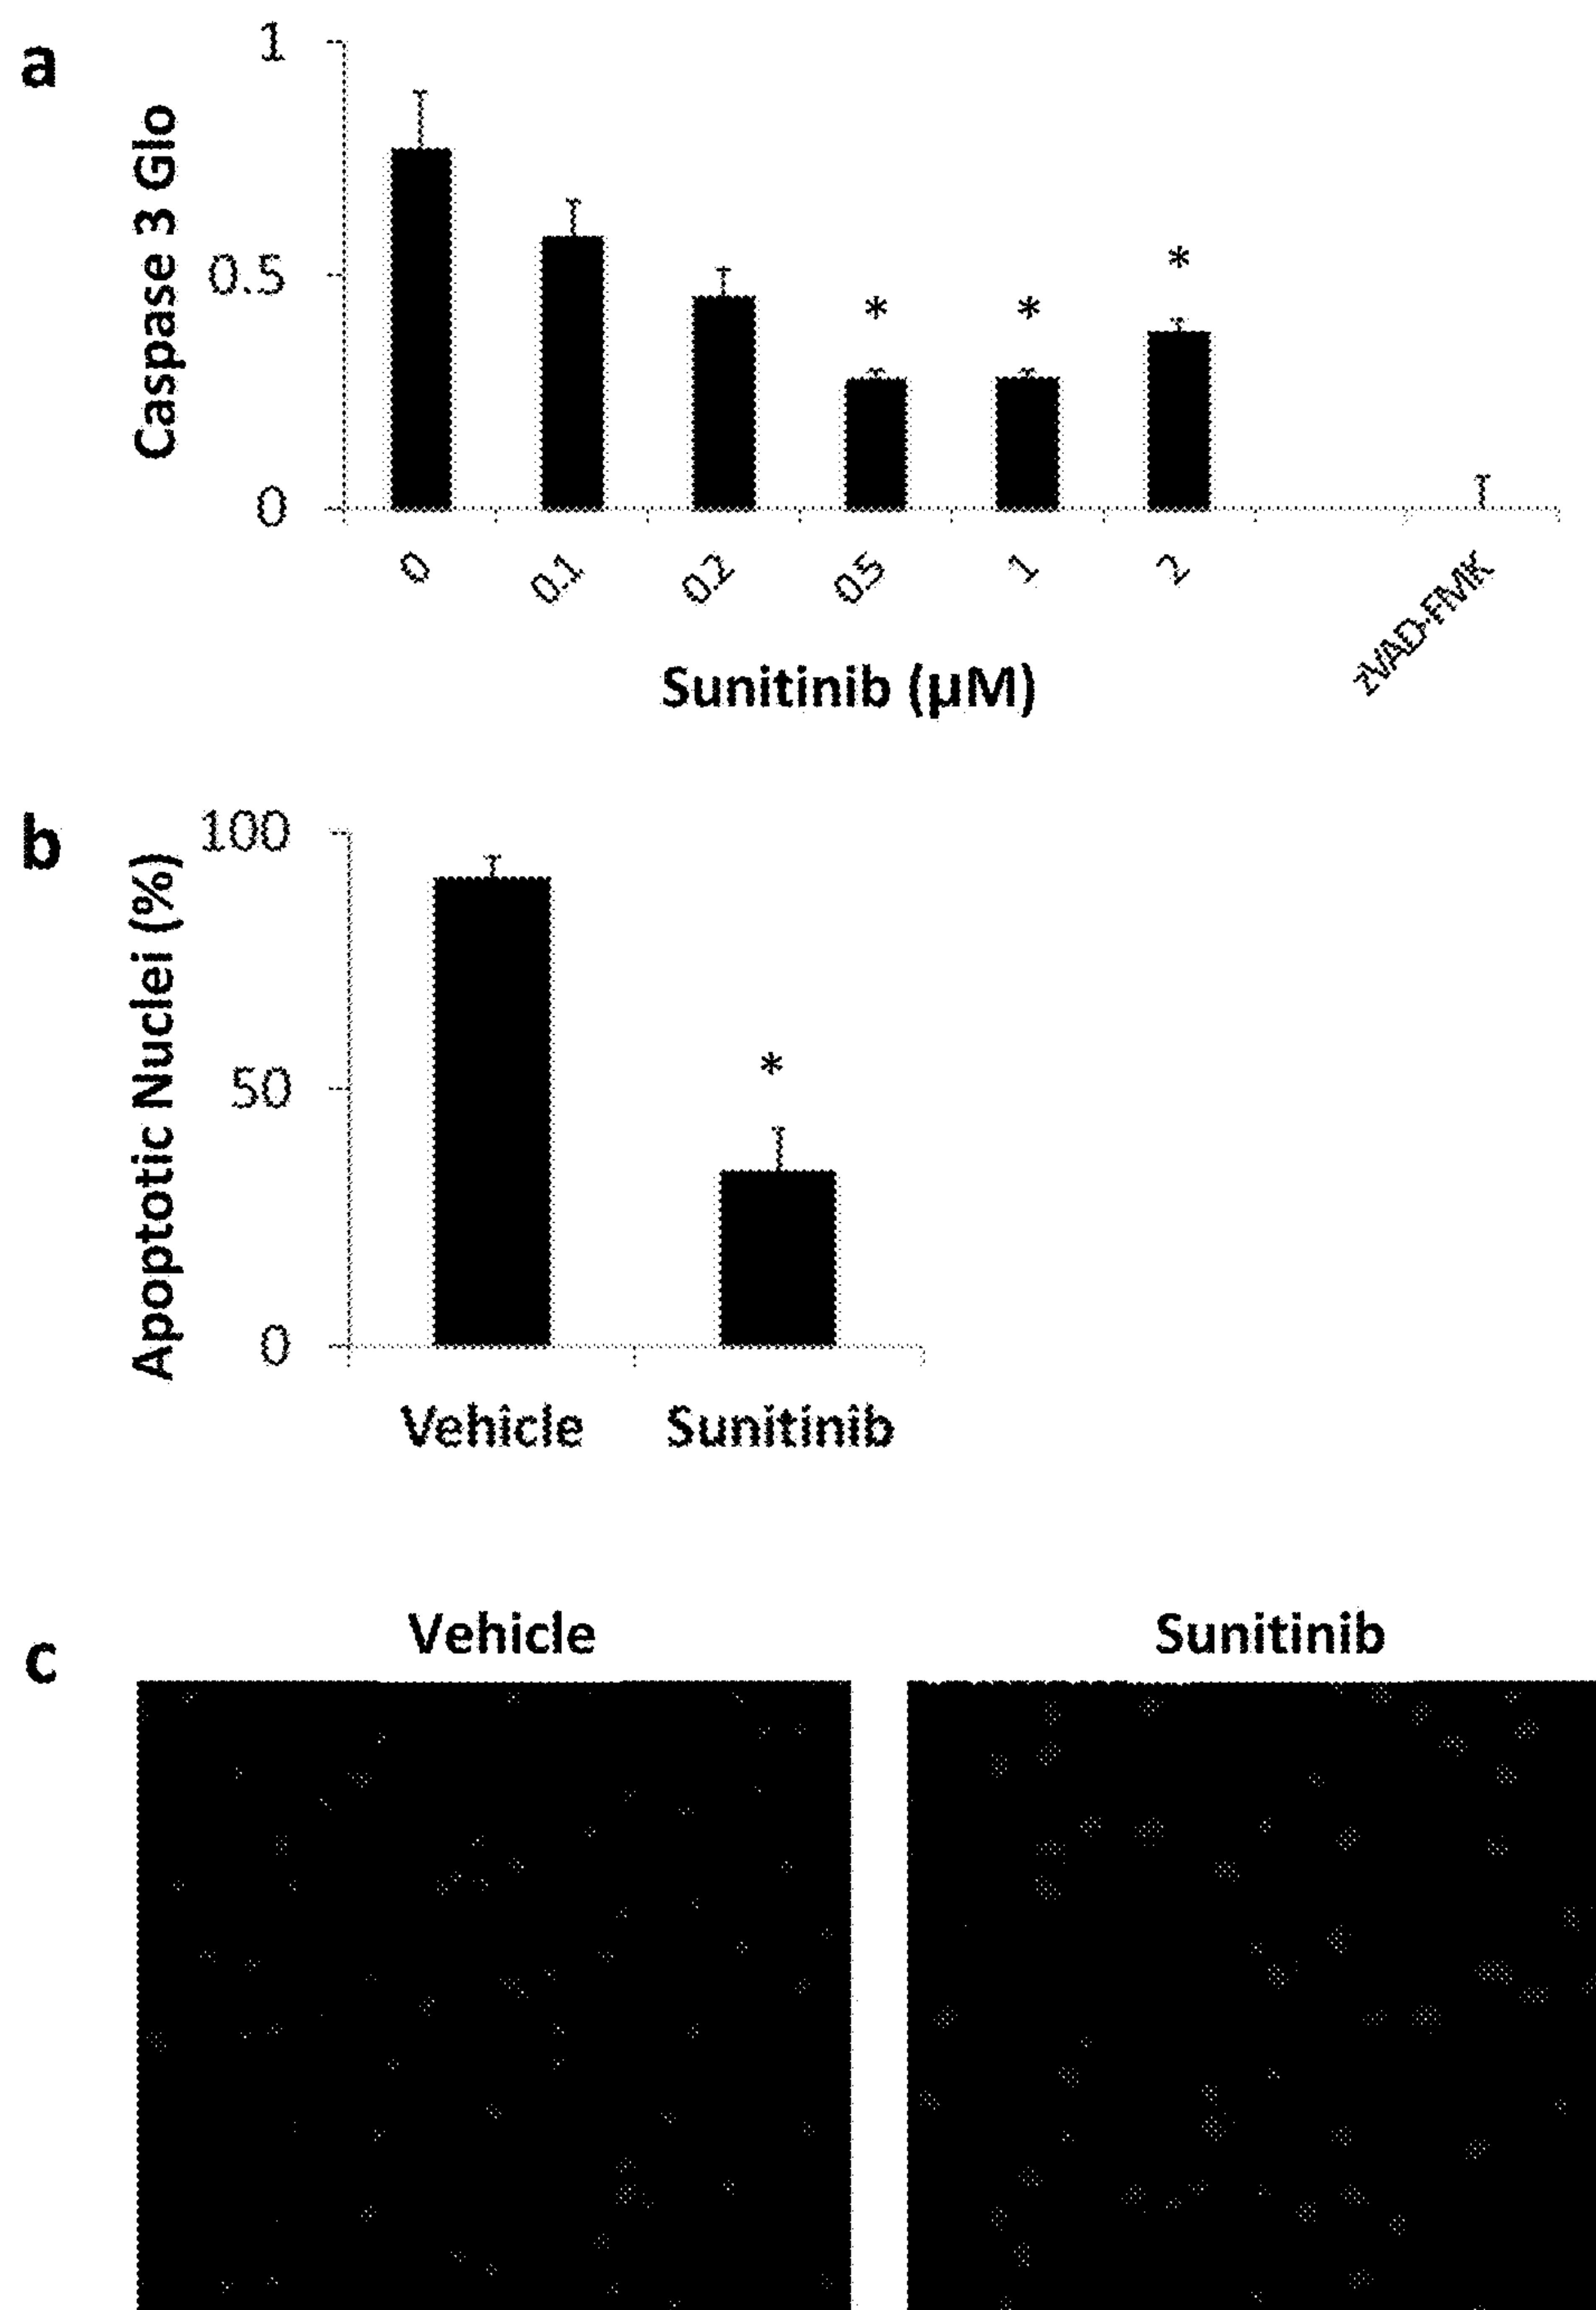 a
Caspase 3 Glo
1
0.5
0
*
*
*
0
0.1
0.2
0.5
1
2
zVAD.FMK
Sunitinib (µM)
b
Apoptotic Nuclei (%)
100
50
0
*
Vehicle
Sunitinib
c
Vehicle
Sunitinib